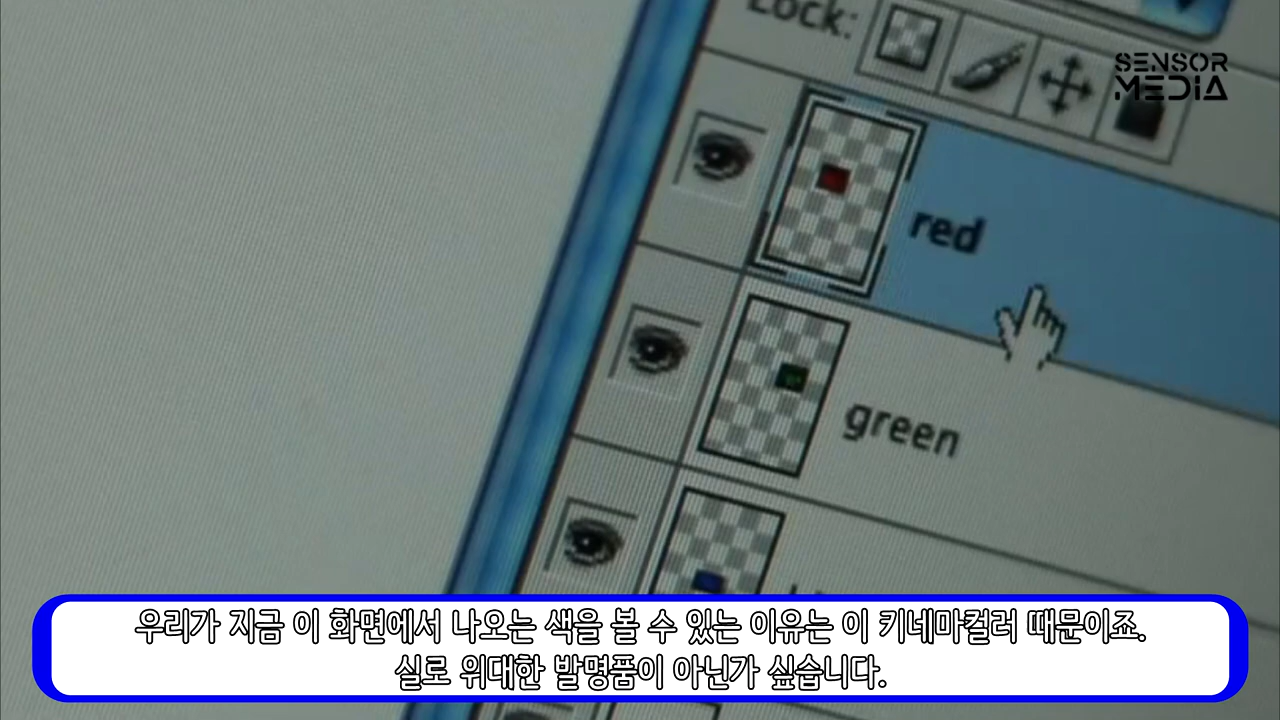 Lock:
SENSOR
MEDIA
red
green
우리가 지금 이 화면에서 나오는 색을 볼 수 있는 이유는 이 키네마컬러 때문이죠.
실로 위대한 발명품이 아닌가 싶습니다.